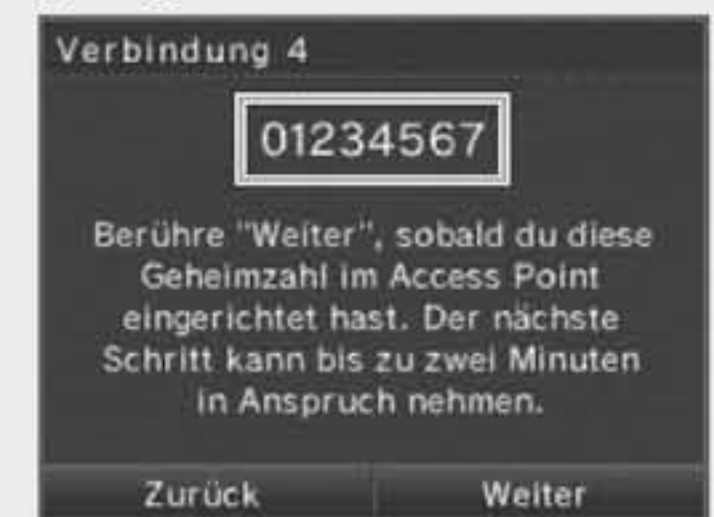 Verbindung 4
01234567
Berühre "Weiter", sobald du diese
Geheimzahl im Access Point
eingerichtet hast. Der nächste
Schritt kann bis zu zwei Minuten
in Anspruch nehmen.
Zurück Weiter